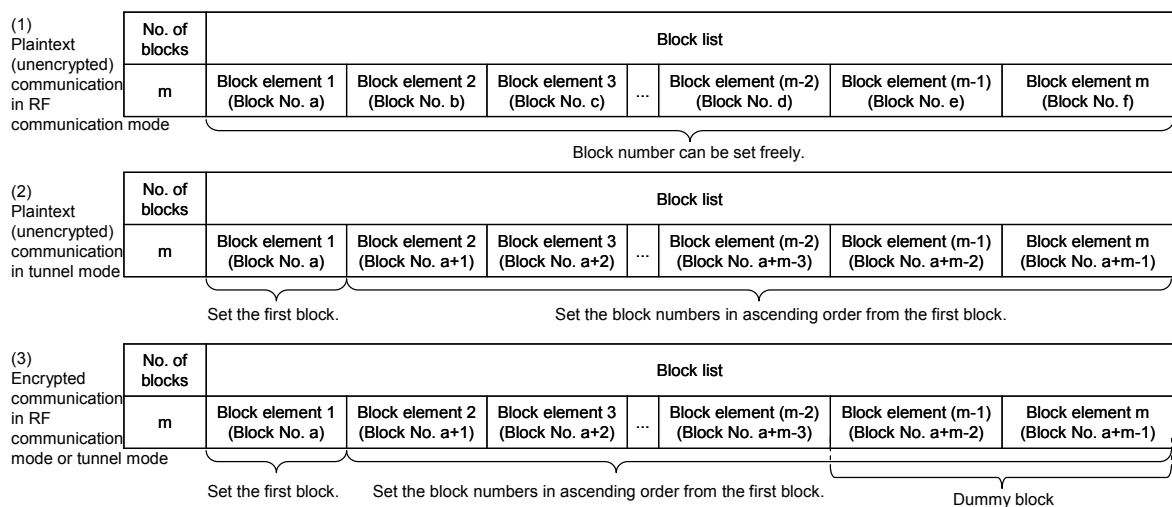 (1)
Plaintext
(unencrypted)
communication
in RF
communication mode
No. of
blocks
Block list
m
Block element 1
(Block No. a)
Block element 2
(Block No. b)
Block element 3
(Block No. c)
...
Block element (m-2)
(Block No. d)
Block element (m-1)
(Block No. e)
Block element m
(Block No. f)
Block number can be set freely.
(2)
Plaintext
(unencrypted)
communication
in tunnel mode
No. of
blocks
Block list
m
Block element 1
(Block No. a)
Block element 2
(Block No. a+1)
Block element 3
(Block No. a+2)
...
Block element (m-2)
(Block No. a+m-3)
Block element (m-1)
(Block No. a+m-2)
Block element m
(Block No. a+m-1)
Set the first block.
Set the block numbers in ascending order from the first block.
(3)
Encrypted
communication
in RF
communication
mode or tunnel mode
No. of
blocks
Block list
m
Block element 1
(Block No. a)
Block element 2
(Block No. a+1)
Block element 3
(Block No. a+2)
...
Block element (m-2)
(Block No. a+m-3)
Block element (m-1)
(Block No. a+m-2)
Block element m
(Block No. a+m-1)
Set the first block.
Set the block numbers in ascending order from the first block.
Dummy block